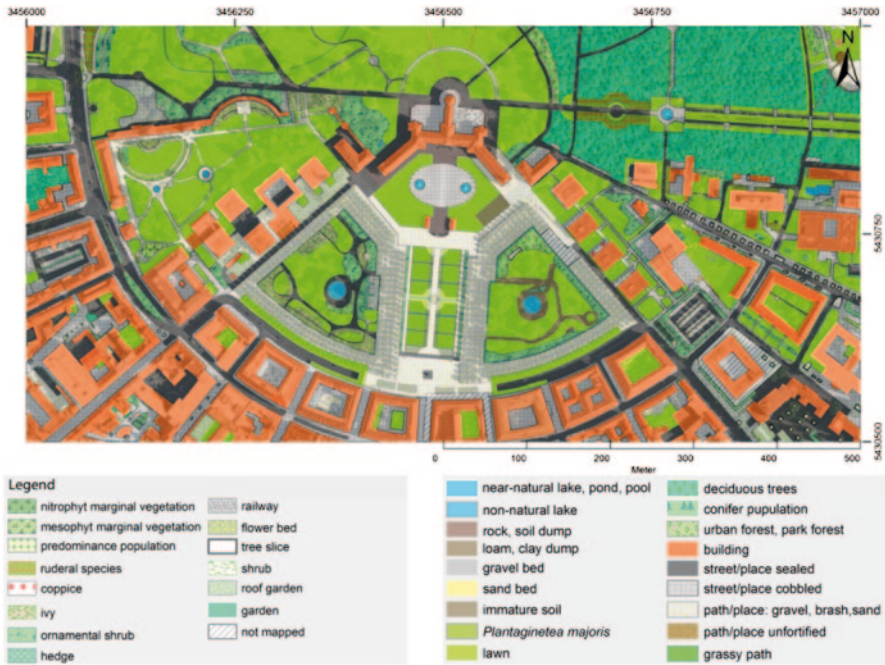 3456000 3456250 3456500 3456750 3457000
N
5430750
5430500
0 100 200 300 400 500
Meter
Legend
nitrophyt marginal vegetation
mesophyt marginal vegetation
predominance population
ruderal species
coppice
ivy
ornamental shrub
hedge
railway
flower bed
tree slice
shrub
roof garden
garden
not mapped
near-natural lake, pond, pool
non-natural lake
rock, soil dump
loam, clay dump
gravel bed
sand bed
immature soil
Plantaginetea majoris
lawn
deciduous trees
conifer pupulation
urban forest, park forest
building
street/place sealed
street/place cobbled
path/place: gravel, brash,sand
path/place unfortified
grassy path